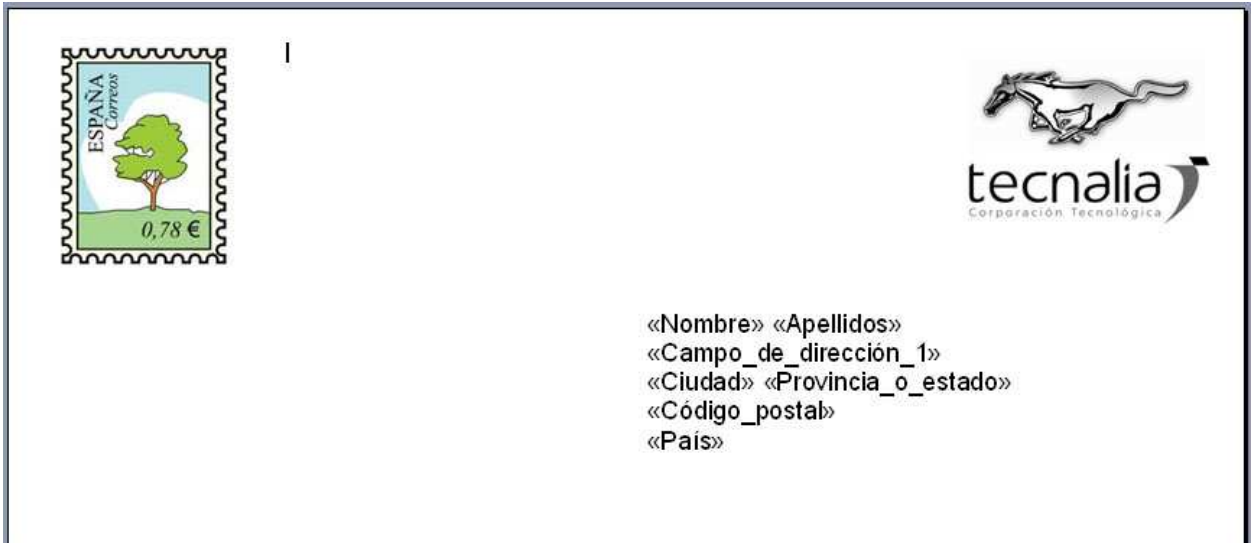 ESPAÑA
Correos
0,78 €
tecnalia
Corporación Tecnológica
«Nombre» «Apellidos»
«Campo_de_dirección_1»
«Ciudad» «Provincia_o_estado»
«Código_postal»
«País»